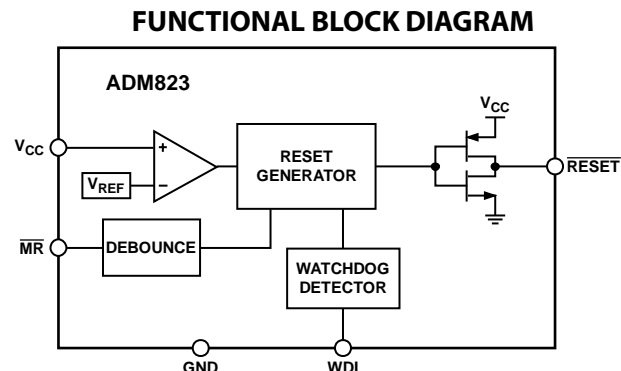 FUNCTIONAL BLOCK DIAGRAM
ADM823
VCC
VCC
+
RESET
GENERATOR
RESET
VREF
–
MR
DEBOUNCE
WATCHDOG
DETECTOR
GND
WDI